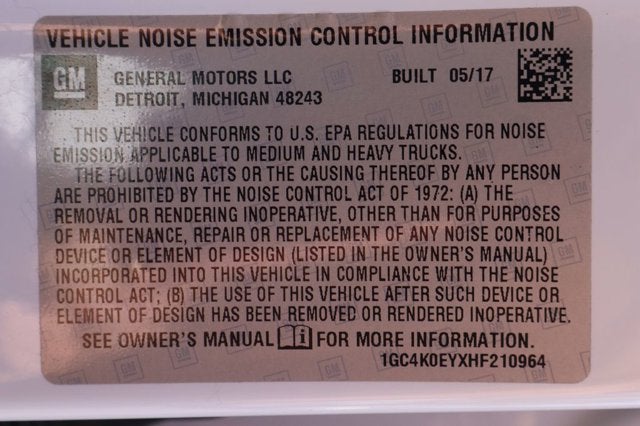 VEHICLE NOISE EMISSION CONTROL INFORMATION
GM
GENERAL MOTORS LLC BUILT 05/17
DETROIT, MICHIGAN 48243
THIS VEHICLE CONFORMS TO U.S. EPA REGULATIONS FOR NOISE
EMISSION APPLICABLE TO MEDIUM AND HEAVY TRUCKS.
THE FOLLOWING ACTS OR THE CAUSING THEREOF BY ANY PERSON
ARE PROHIBITED BY THE NOISE CONTROL ACT OF 1972: (A) THE
REMOVAL OR RENDERING INOPERATIVE, OTHER THAN FOR PURPOSES
OF MAINTENANCE, REPAIR OR REPLACEMENT OF ANY NOISE CONTROL
DEVICE OR ELEMENT OF DESIGN (LISTED IN THE OWNER'S MANUAL)
INCORPORATED INTO THIS VEHICLE IN COMPLIANCE WITH THE NOISE
CONTROL ACT; (B) THE USE OF THIS VEHICLE AFTER SUCH DEVICE OR
ELEMENT OF DESIGN HAS BEEN REMOVED OR RENDERED INOPERATIVE.
SEE OWNER'S MANUAL i FOR MORE INFORMATION.
1GC4K0EYXHF210964